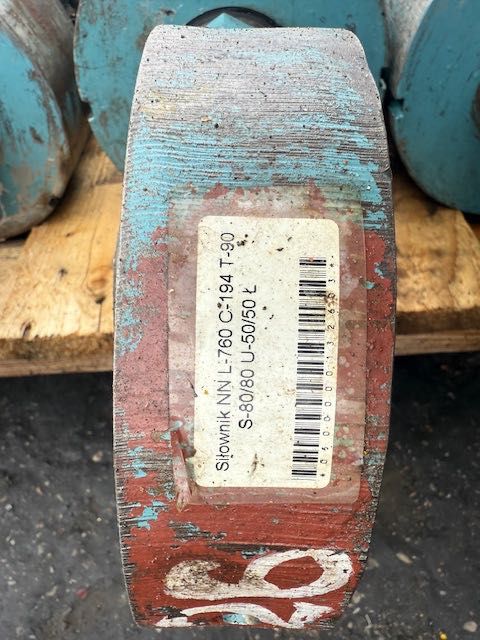 Siłownik NN L-760 C-194 T-90
S-80/80 U-50/50 Ł